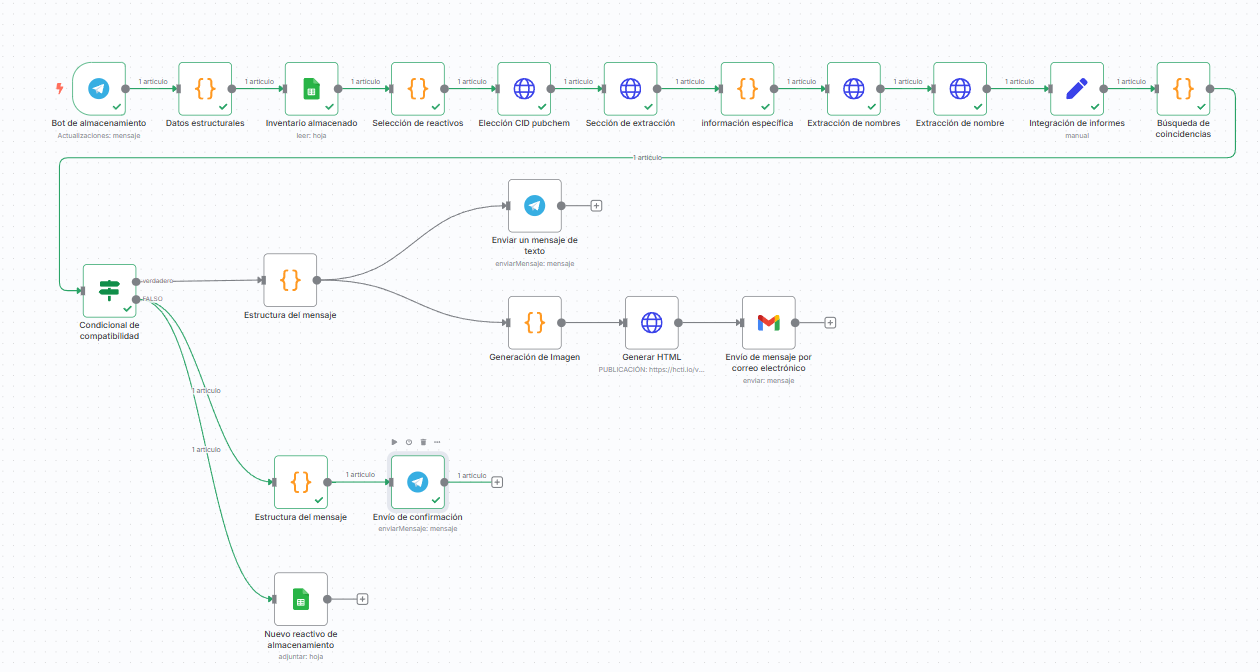 1 artículo
1 artículo
1 artículo
1 artículo
1 artículo
1 artículo
1 artículo
1 artículo
1 artículo
1 artículo
Bot de almacenamiento
Actualizaciones: mensaje
Datos estructurales
Inventario almacenado
leer: hoja
Selección de reactivos
Elección CID pubchem
Sección de extracción
información específica
Extracción de nombres
Extracción de nombre
Integración de informes
manual
Búsqueda de
coincidencias
1 artículo
Enviar un mensaje de
texto
enviarMensaje: mensaje
verdadero
FALSO
Condicional de
compatibilidad
Estructura del mensaje
Generación de Imagen
Generar HTML
PUBLICACIÓN: https://hcti.io/v...
Envío de mensaje por
correo electrónico
enviar: mensaje
1 artículo
1 artículo
1 artículo
1 artículo
Estructura del mensaje
Envío de confirmación
enviarMensaje: mensaje
Nuevo reactivo de
almacenamiento
adjuntar: hoja